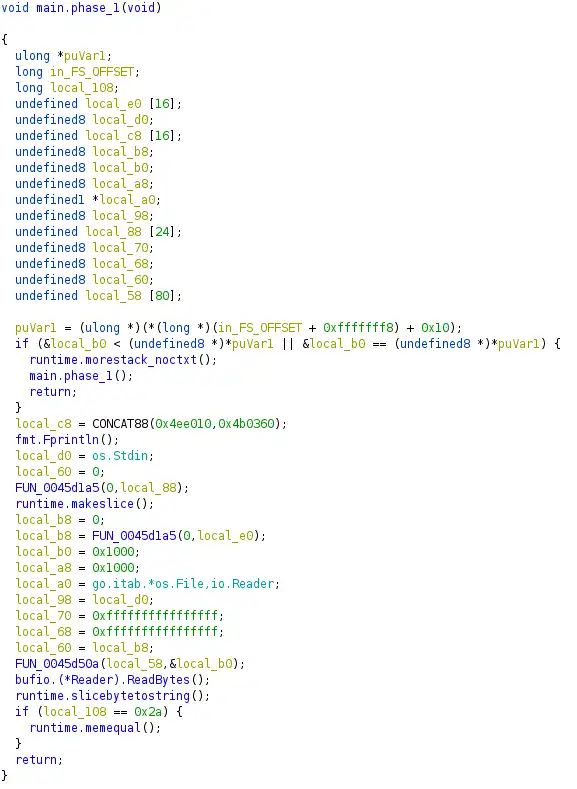 void main.phase_1(void)
{
ulong *puVar1;
long in_FS_OFFSET;
long local_108;
undefined local_e0 [16];
undefined8 local_d0;
undefined local_c8 [16];
undefined8 local_b8;
undefined8 local_b0;
undefined8 local_a8;
undefined1 *local_a0;
undefined8 local_98;
undefined local_88 [24];
undefined8 local_70;
undefined8 local_68;
undefined8 local_60;
undefined local_58 [80];
puVar1 = (ulong *)(*(long *)(in_FS_OFFSET + 0xfffffff8) + 0x10);
if (&local_b0 < (undefined8 *)*puVar1 || &local_b0 == (undefined8 *)*puVar1) {
runtime.morestack_noctxt();
main.phase_1();
return;
}
local_c8 = CONCAT88(0x4ee010,0x4b0360);
fmt.Fprintln();
local_d0 = os.Stdin;
local_60 = 0;
FUN_0045d1a5(0,local_88);
runtime.makeslice();
local_b8 = 0;
local_b8 = FUN_0045d1a5(0,local_e0);
local_b0 = 0x1000;
local_a8 = 0x1000;
local_a0 = go.itab.*os.File,io.Reader;
local_98 = local_d0;
local_70 = 0xffffffffffffffff;
local_68 = 0xffffffffffffffff;
local_60 = local_b8;
FUN_0045d50a(local_58,&local_b0);
bufio.(*Reader).ReadBytes();
runtime.slicebytetostring();
if (local_108 == 0x2a) {
runtime.memequal();
}
return;
}